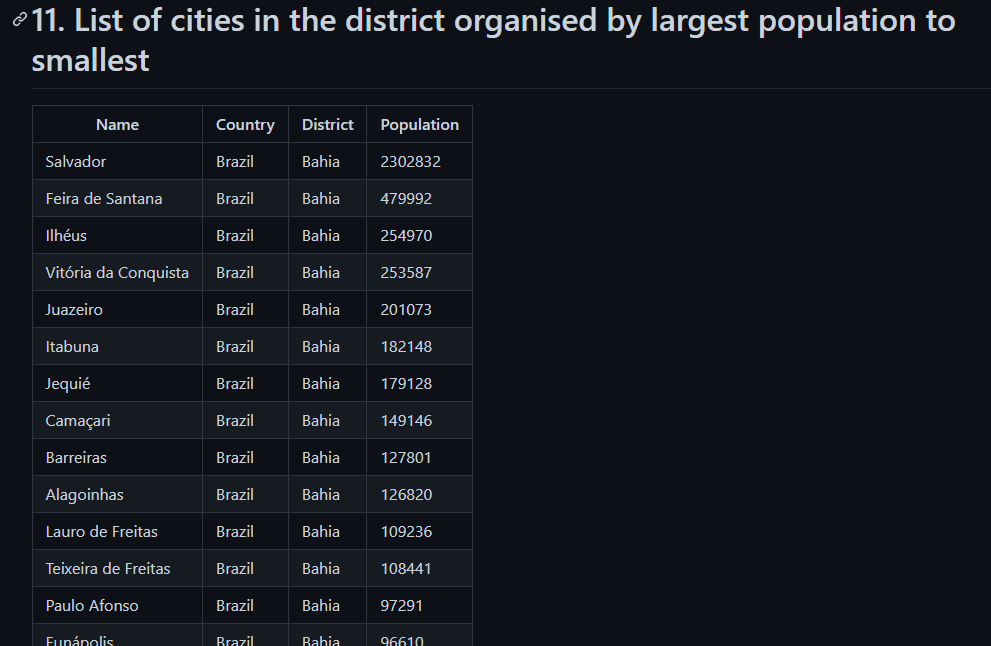 11. List of cities in the district organised by largest population to
smallest
Name Country District Population
Salvador Brazil Bahia 2302832
Feira de Santana Brazil Bahia 479992
Ilhéus Brazil Bahia 254970
Vitória da Conquista Brazil Bahia 253587
Juazeiro Brazil Bahia 201073
Itabuna Brazil Bahia 182148
Jequié Brazil Bahia 179128
Camaçari Brazil Bahia 149146
Barreiras Brazil Bahia 127801
Alagoinhas Brazil Bahia 126820
Lauro de Freitas Brazil Bahia 109236
Teixeira de Freitas Brazil Bahia 108441
Paulo Afonso Brazil Bahia 97291
Eunápolis Brazil Bahia 96610